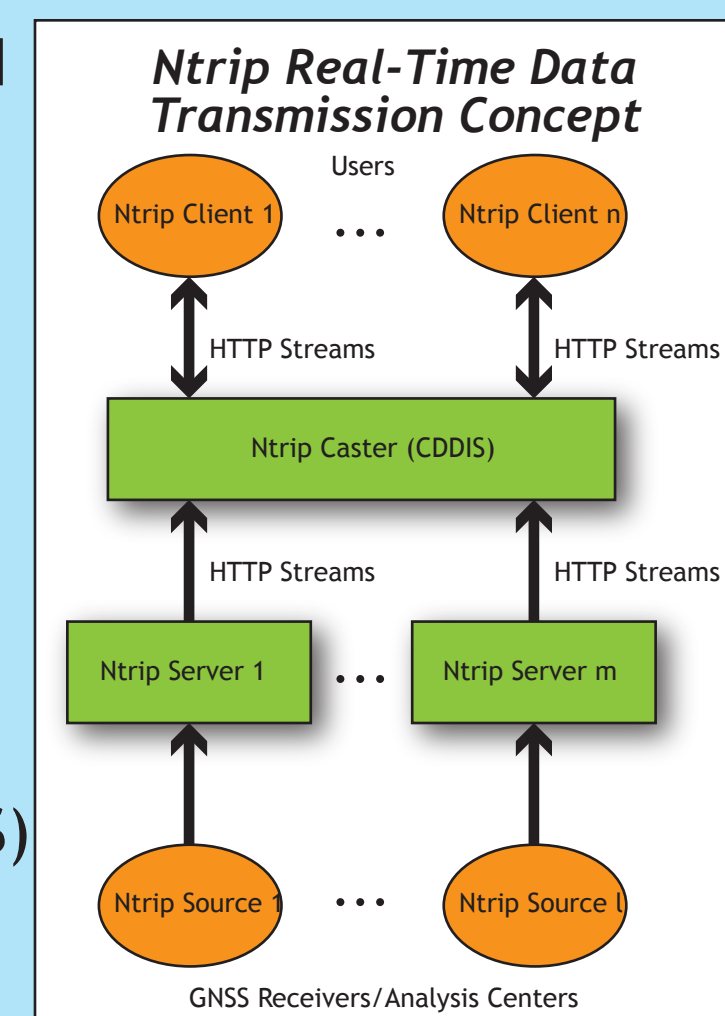 Ntrip Real-Time Data
Transmission Concept
Users
Ntrip Client 1
...
Ntrip Client n
HTTP Streams
HTTP Streams
Ntrip Caster (CDDIS)
HTTP Streams
HTTP Streams
Ntrip Server 1
...
Ntrip Server m
S)
Ntrip Source 1
...
Ntrip Source l
GNSS Receivers/Analysis Centers